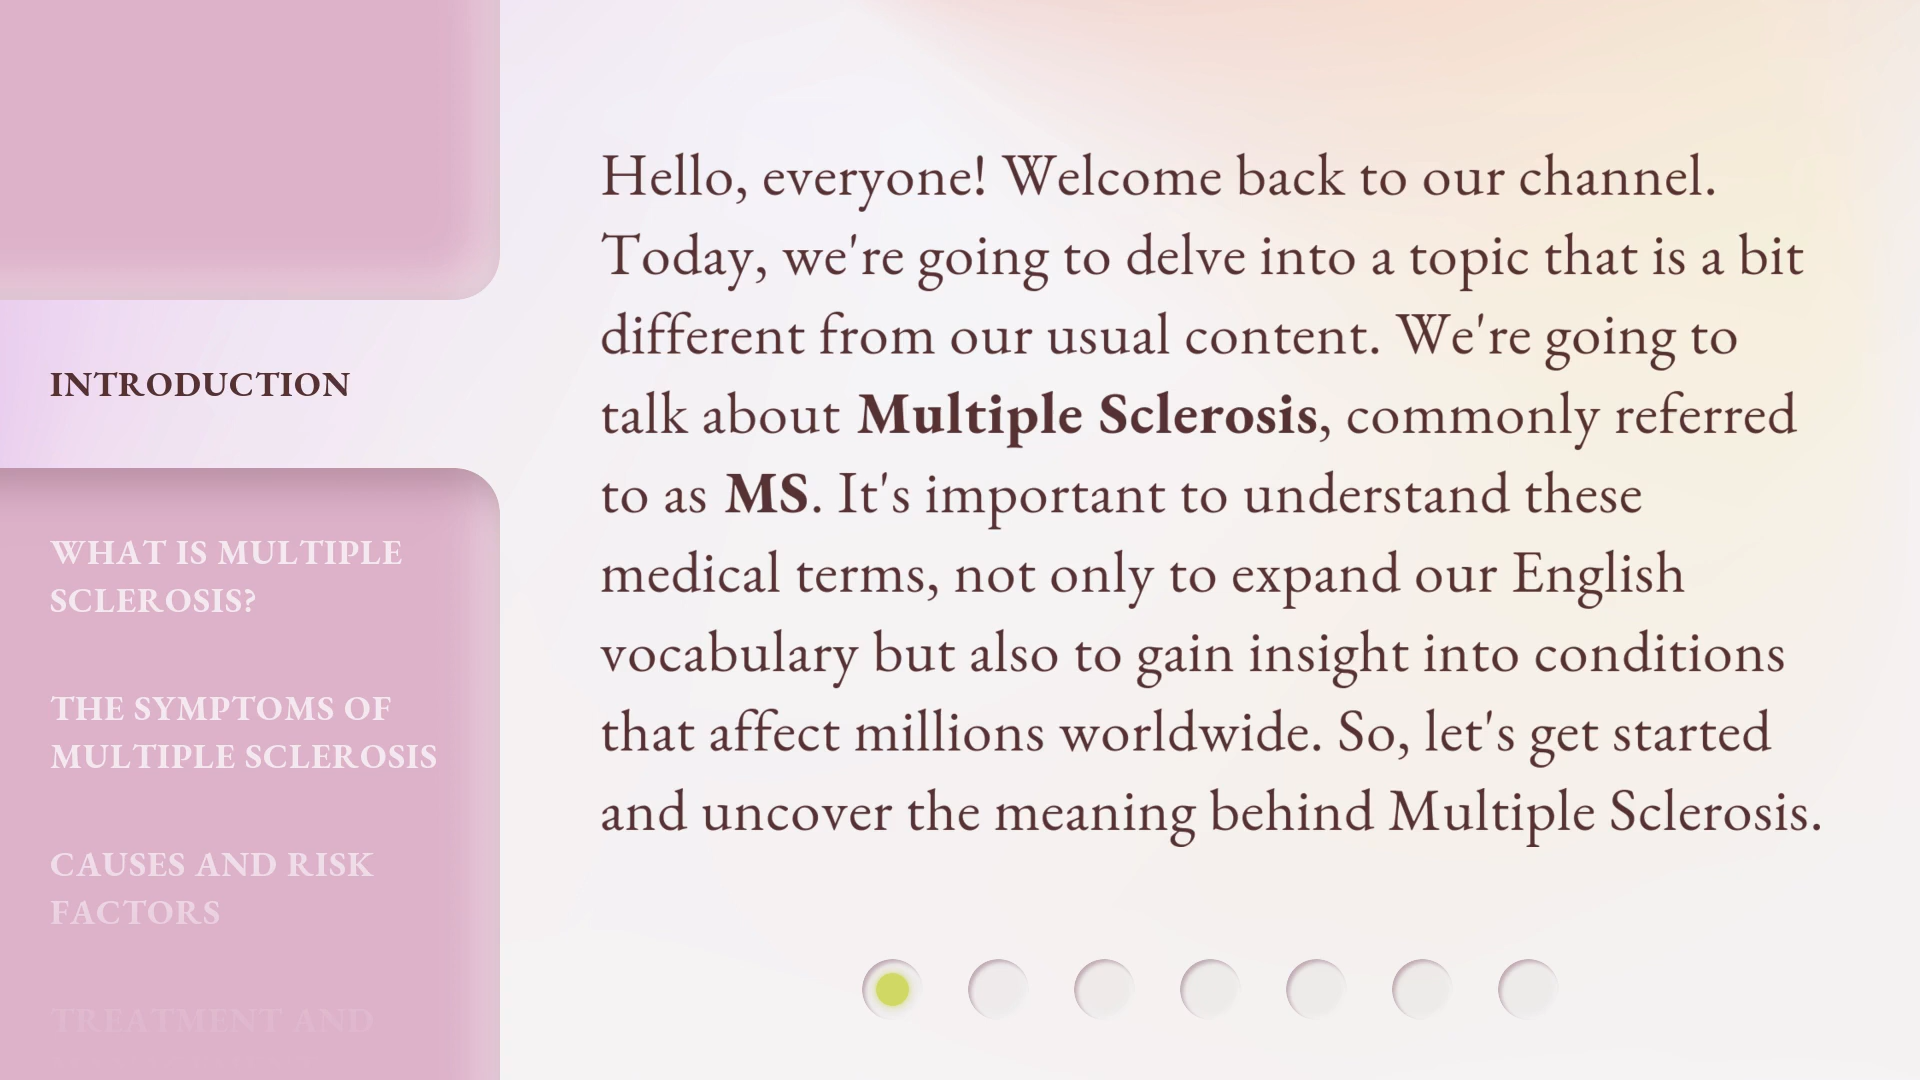 INTRODUCTION
WHAT IS MULTIPLE
SCLEROSIS?
THE SYMPTOMS OF
MULTIPLE SCLEROSIS
CAUSES AND RISK
FACTORS
TREATMENT AND
Hello, everyone! Welcome back to our channel.
Today, we're going to delve into a topic that is a bit
different from our usual content. We're going to
talk about Multiple Sclerosis, commonly referred
to as MS. It's important to understand these
medical terms, not only to expand our English
vocabulary but also to gain insight into conditions
that affect millions worldwide. So, let's get started
and uncover the meaning behind Multiple Sclerosis.